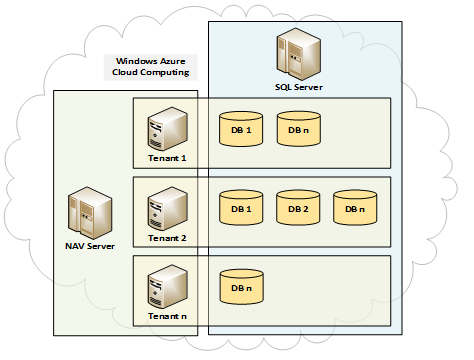 Windows Azure
Cloud Computing
SQL Server
DB 1
DB n
Tenant 1
DB 1
DB 2
DB n
Tenant 2
NAV Server
DB n
Tenant n